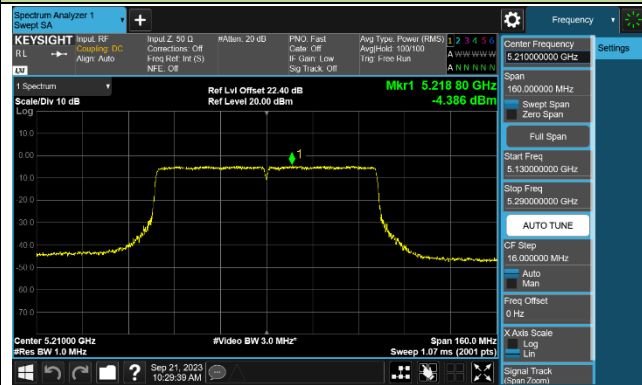 Spectrum Analyzer 1
Swept SA
Frequency
KEYSIGHT Input: RF
RL
Coupling: DC
Align: Auto
Input Z: 50 Ω
Corrections: Off
Freq Ref: Int (S)
NFE: Off
#Atten: 20 dB
PNO: Fast
Gate: Off
IF Gain: Low
Sig Track: Off
Avg Type: Power (RMS)
Avg|Hold: 100/100
Trig: Free Run
1 2 3 4 5 6
A W W W W W
A N N N N N
1 Spectrum
Scale/Div 10 dB
Log
Ref Lvl Offset 22.40 dB
Ref Level 20.00 dBm
Mkr1 5.218 80 GHz
-4.386 dBm
10.0
0.00
-10.0
-20.0
-30.0
-40.0
-50.0
-60.0
-70.0
1
Center 5.21000 GHz
#Res BW 1.0 MHz
#Video BW 3.0 MHz*
Span 160.0 MHz
Sweep 1.07 ms (2001 pts)
Sep 21, 2023
10:29:39 AM
Center Frequency
5.210000000 GHz
Settings
Span
160.000000 MHz
Swept Span
Zero Span
Full Span
Start Freq
5.130000000 GHz
Stop Freq
5.290000000 GHz
AUTO TUNE
CF Step
16.000000 MHz
Auto
Man
Freq Offset
0 Hz
X Axis Scale
Log
Lin
Signal Track
(Span Zoom)